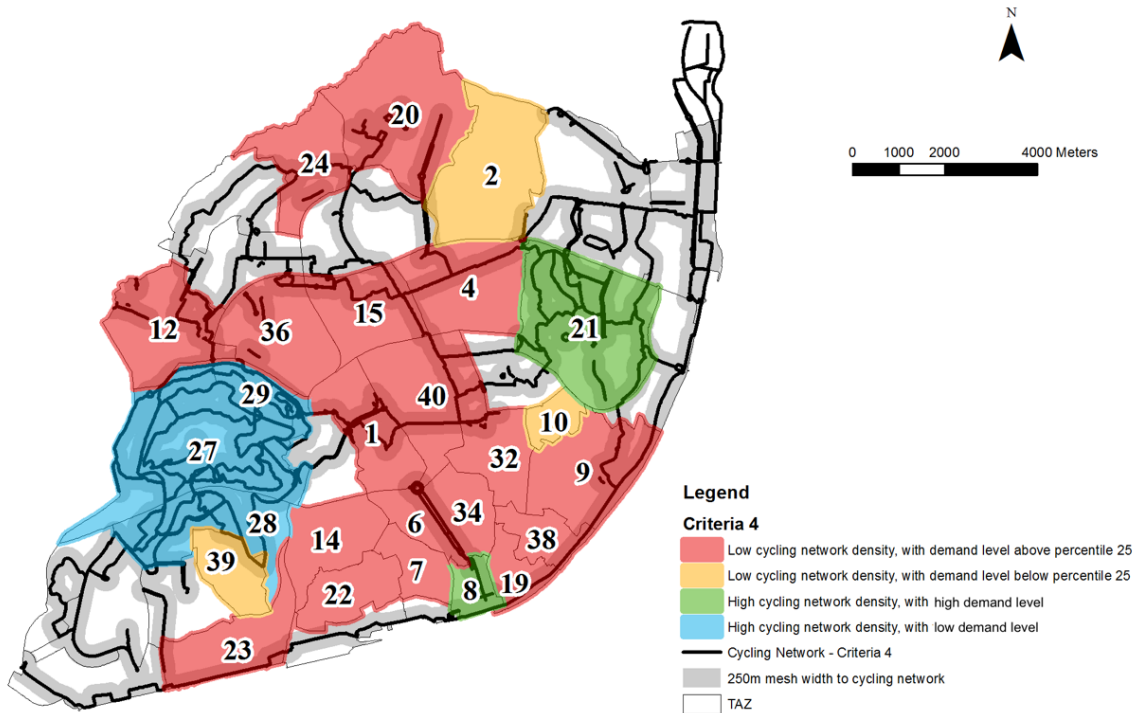 N
0 1000 2000 4000 Meters
20
24
2
4
15
36
12
21
29
40
10
1
27
32
9
34
28
6
14
38
39
7
8
19
22
23
Legend
Criteria 4
Low cycling network density, with demand level above percentile 25
Low cycling network density, with demand level below percentile 25
High cycling network density, with high demand level
High cycling network density, with low demand level
Cycling Network - Criteria 4
250m mesh width to cycling network
TAZ